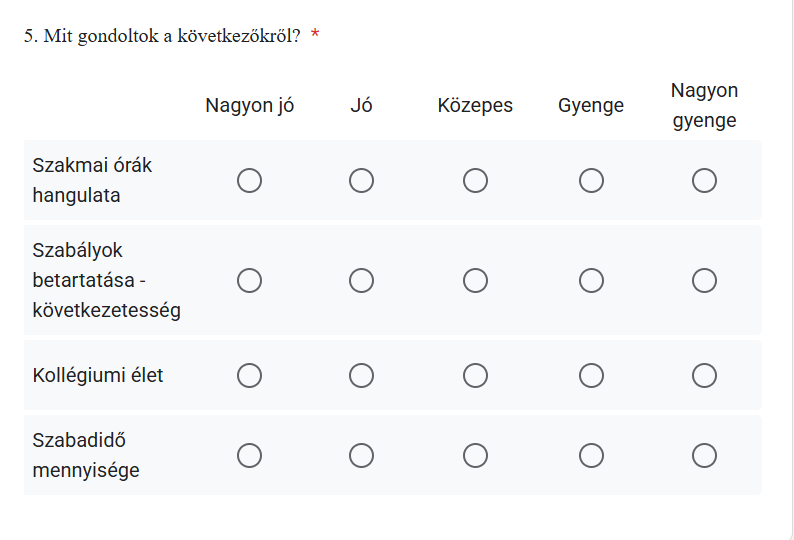 5. Mit gondoltok a következőkről? *
Nagyon jó
Jó
Közepes
Gyenge
Nagyon
gyenge
Szakmai órák
hangulata
Szabályok
betartatása -
következetesség
Kollégiumi élet
Szabadidő
mennyisége